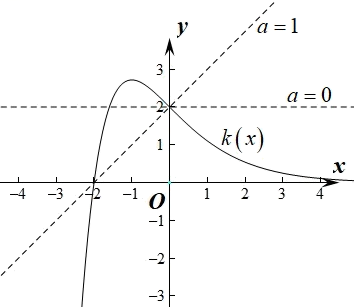 y
a = 1
3
a = 0
2
1
k(x)
x
−4 −3 −2 −1 O 1 2 3 4
−1
−2
−3